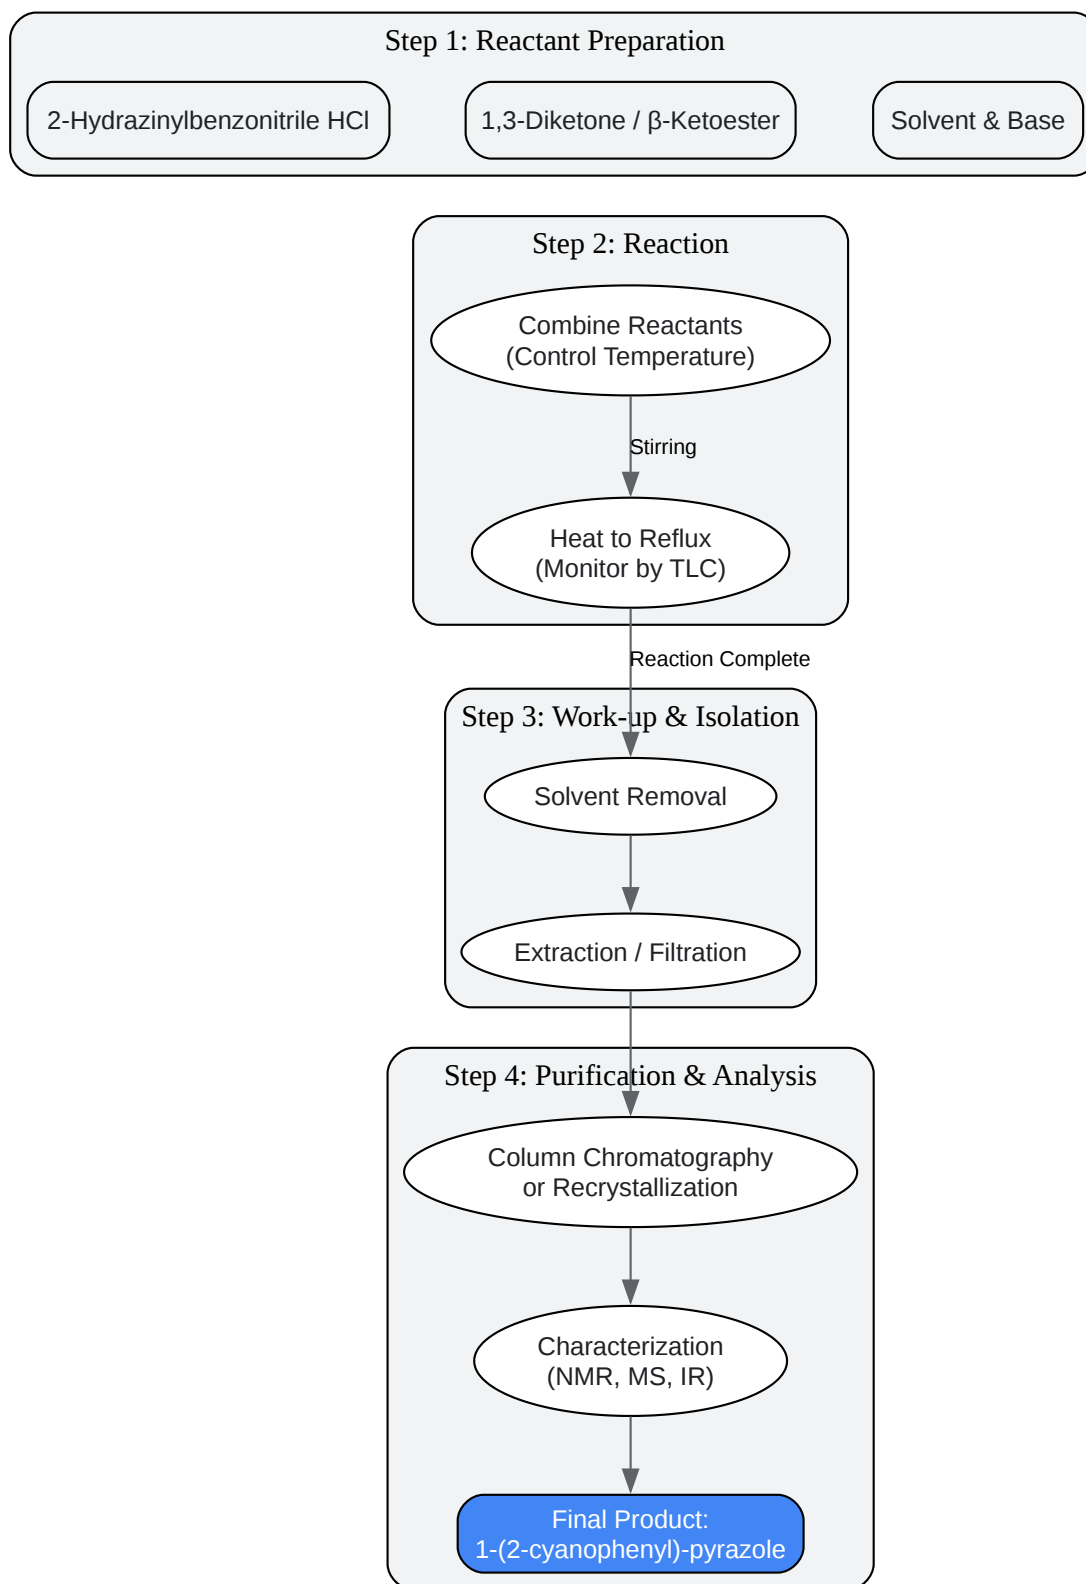 Step 1: Reactant Preparation
2-Hydrazinylbenzonitrile HCl
1,3-Diketone / β-Ketoester
Solvent & Base
Step 2: Reaction
Combine Reactants
(Control Temperature)
Stirring
Heat to Reflux
(Monitor by TLC)
Reaction Complete
Step 3: Work-up & Isolation
Solvent Removal
Extraction / Filtration
Step 4: Purification & Analysis
Column Chromatography
or Recrystallization
Characterization
(NMR, MS, IR)
Final Product:
1-(2-cyanophenyl)-pyrazole